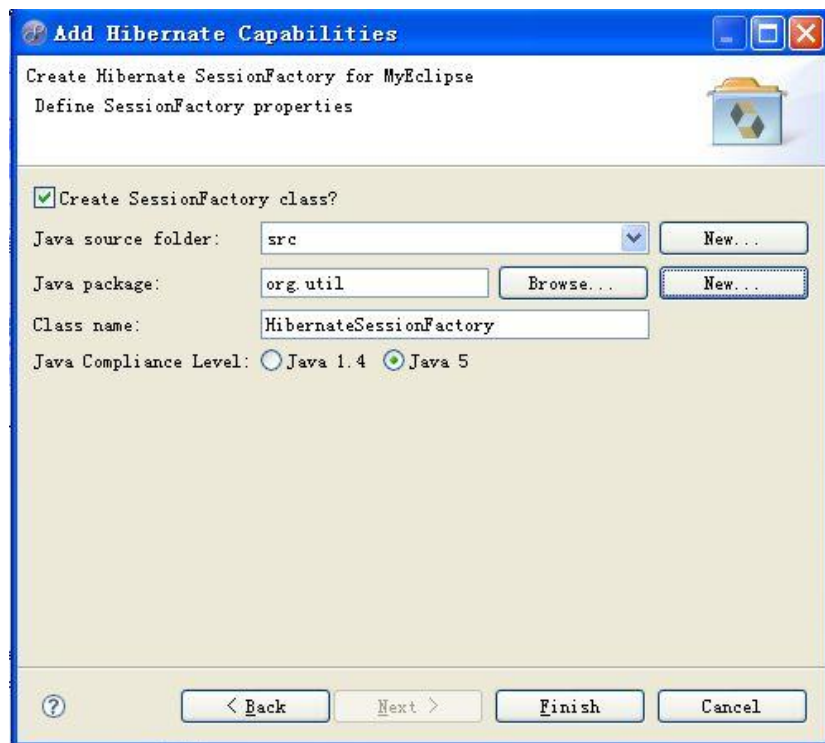 Add Hibernate Capabilities
Create Hibernate SessionFactory for MyEclipse
Define SessionFactory properties
Create SessionFactory class?
Java source folder: src New...
Java package: org.util Browse... New...
Class name: HibernateSessionFactory
Java Compliance Level: Java 1.4 Java 5
? < Back Next > Finish Cancel